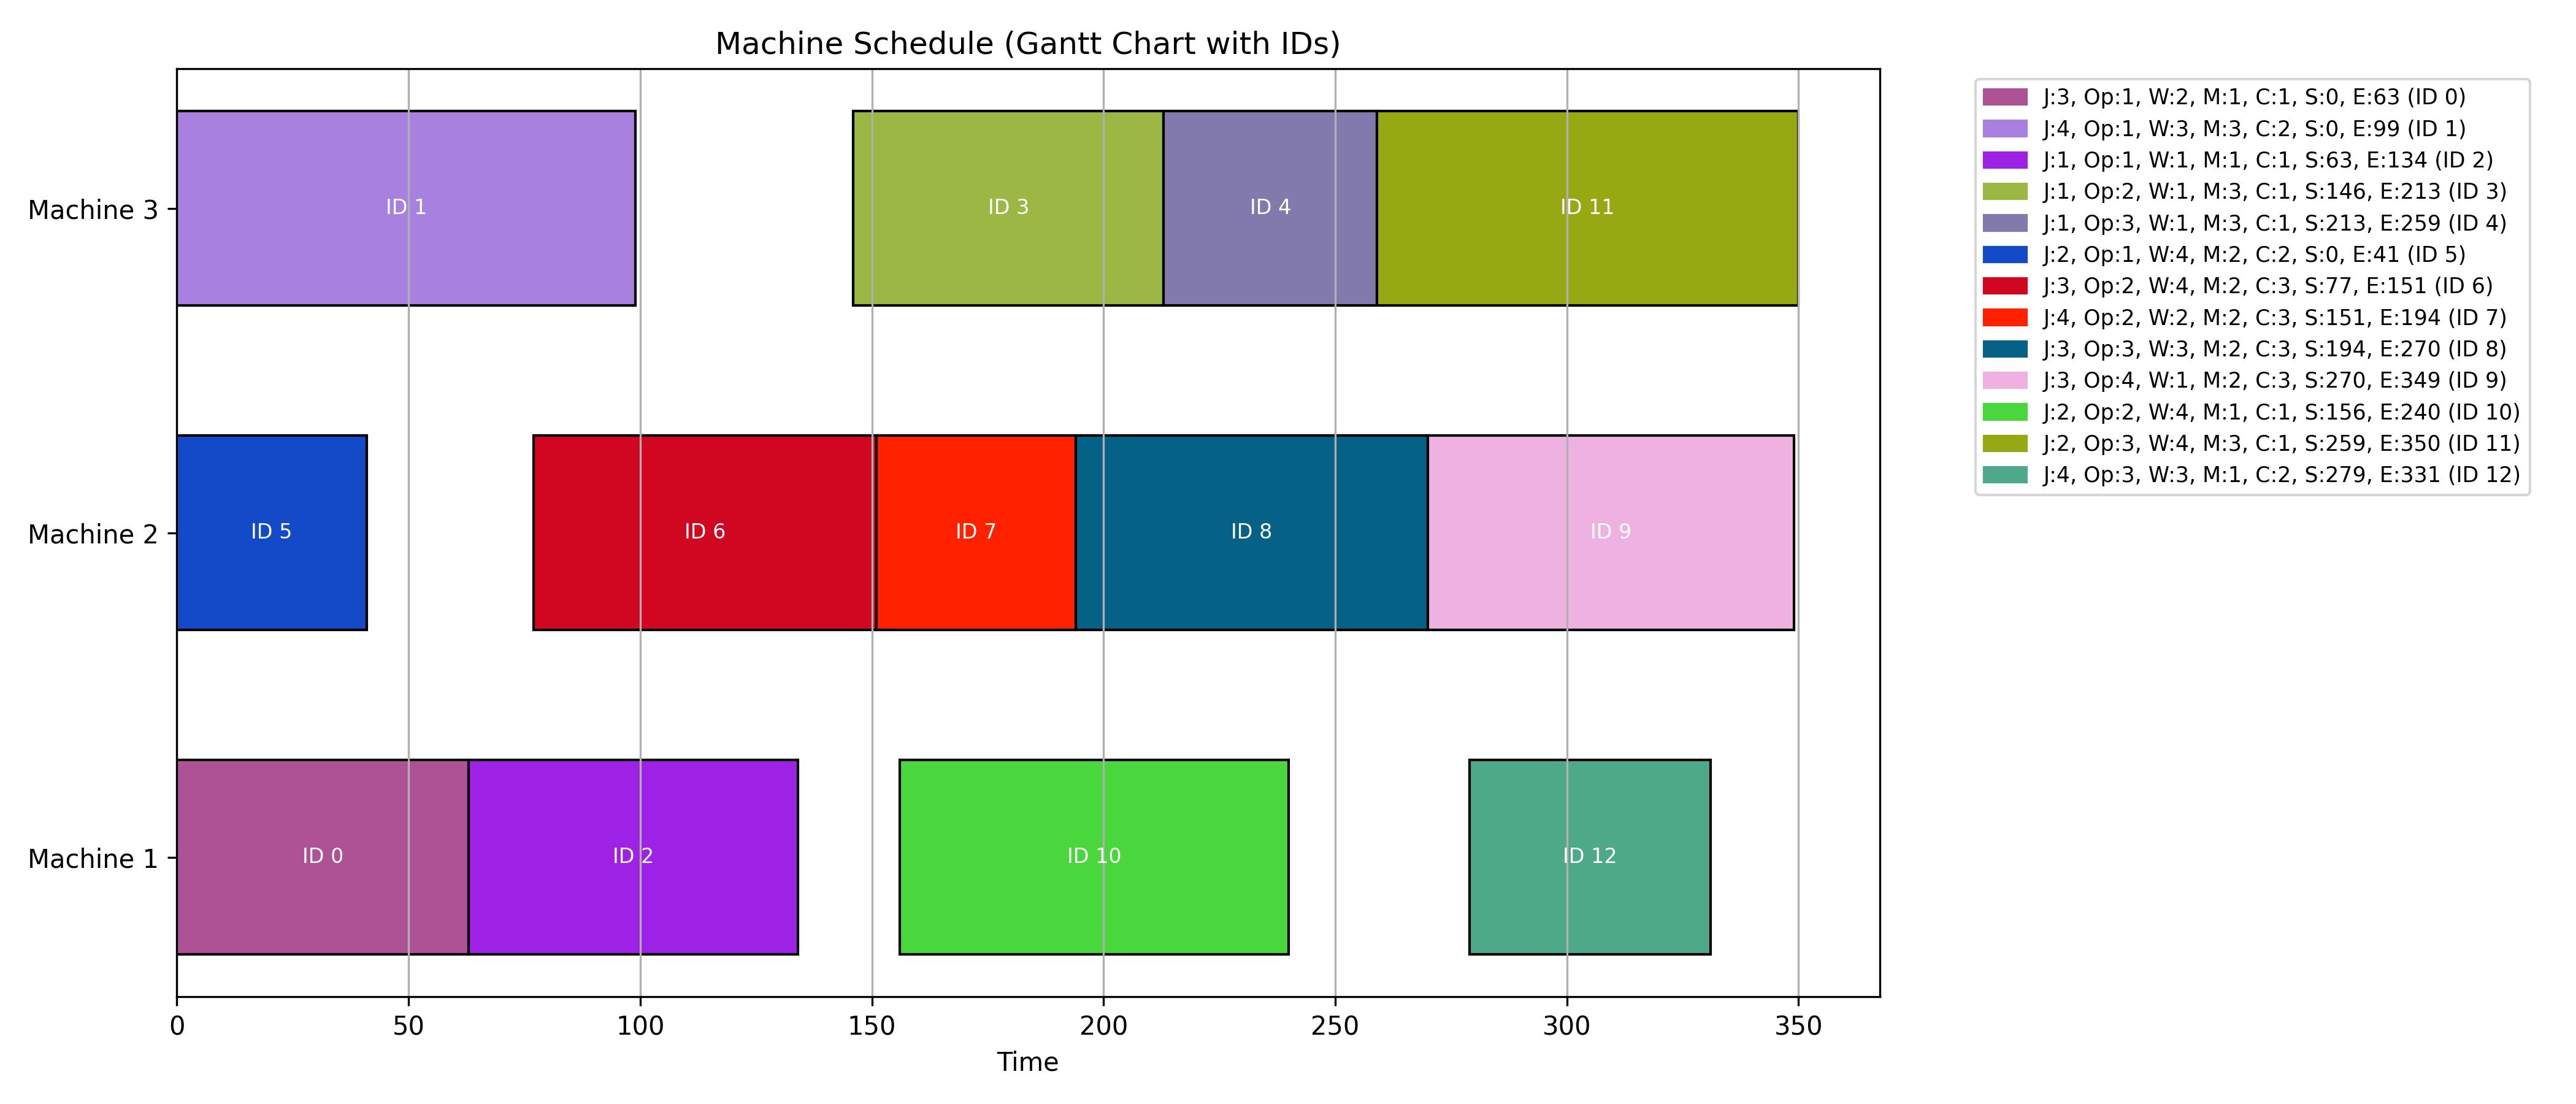 Machine Schedule (Gantt Chart with IDs)
Machine 3
ID 1
ID 3
ID 4
ID 11
Machine 2
ID 5
ID 6
ID 7
ID 8
ID 9
Machine 1
ID 0
ID 2
ID 10
ID 12
0 50 100 150 200 250 300 350
Time
J:3, Op:1, W:2, M:1, C:1, S:0, E:63 (ID 0)
J:4, Op:1, W:3, M:3, C:2, S:0, E:99 (ID 1)
J:1, Op:1, W:1, M:1, C:1, S:63, E:134 (ID 2)
J:1, Op:2, W:1, M:3, C:1, S:146, E:213 (ID 3)
J:1, Op:3, W:1, M:3, C:1, S:213, E:259 (ID 4)
J:2, Op:1, W:4, M:2, C:2, S:0, E:41 (ID 5)
J:3, Op:2, W:4, M:2, C:3, S:77, E:151 (ID 6)
J:4, Op:2, W:2, M:2, C:3, S:151, E:194 (ID 7)
J:3, Op:3, W:3, M:2, C:3, S:194, E:270 (ID 8)
J:3, Op:4, W:1, M:2, C:3, S:270, E:349 (ID 9)
J:2, Op:2, W:4, M:1, C:1, S:156, E:240 (ID 10)
J:2, Op:3, W:4, M:3, C:1, S:259, E:350 (ID 11)
J:4, Op:3, W:3, M:1, C:2, S:279, E:331 (ID 12)